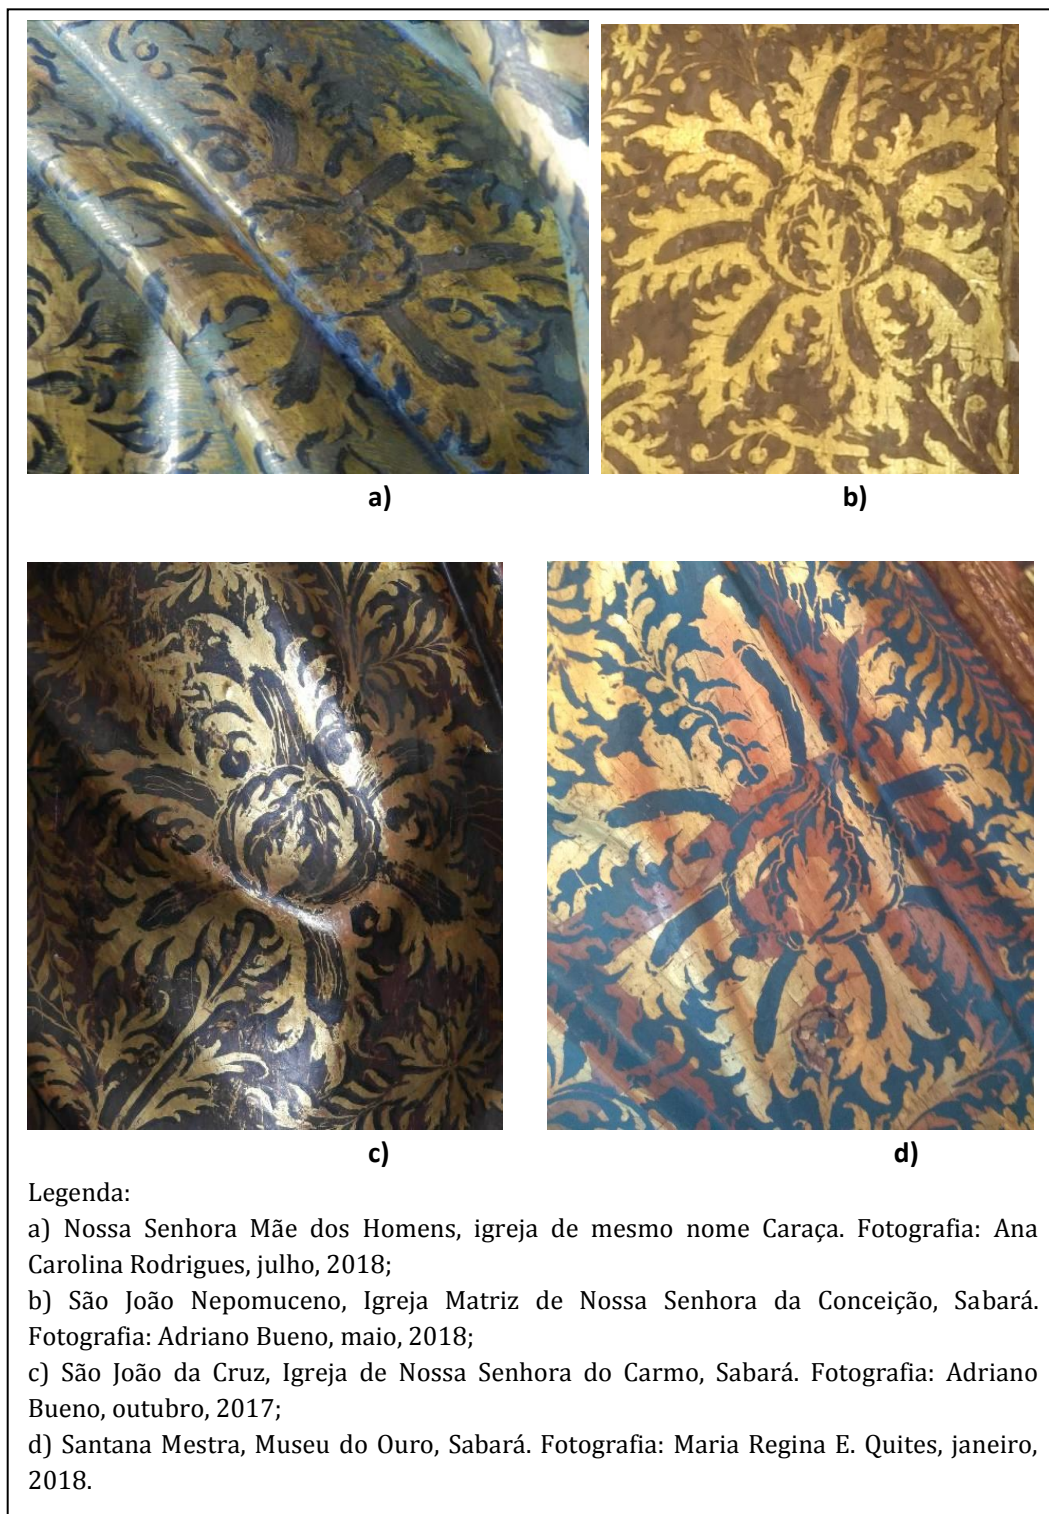 a)
b)
c)
d)
Legenda:
a) Nossa Senhora Mãe dos Homens, igreja de mesmo nome Caraça. Fotografia: Ana
Carolina Rodrigues, julho, 2018;
b) São João Nepomuceno, Igreja Matriz de Nossa Senhora da Conceição, Sabará.
Fotografia: Adriano Bueno, maio, 2018;
c) São João da Cruz, Igreja de Nossa Senhora do Carmo, Sabará. Fotografia: Adriano
Bueno, outubro, 2017;
d) Santana Mestra, Museu do Ouro, Sabará. Fotografia: Maria Regina E. Quites, janeiro,
2018.